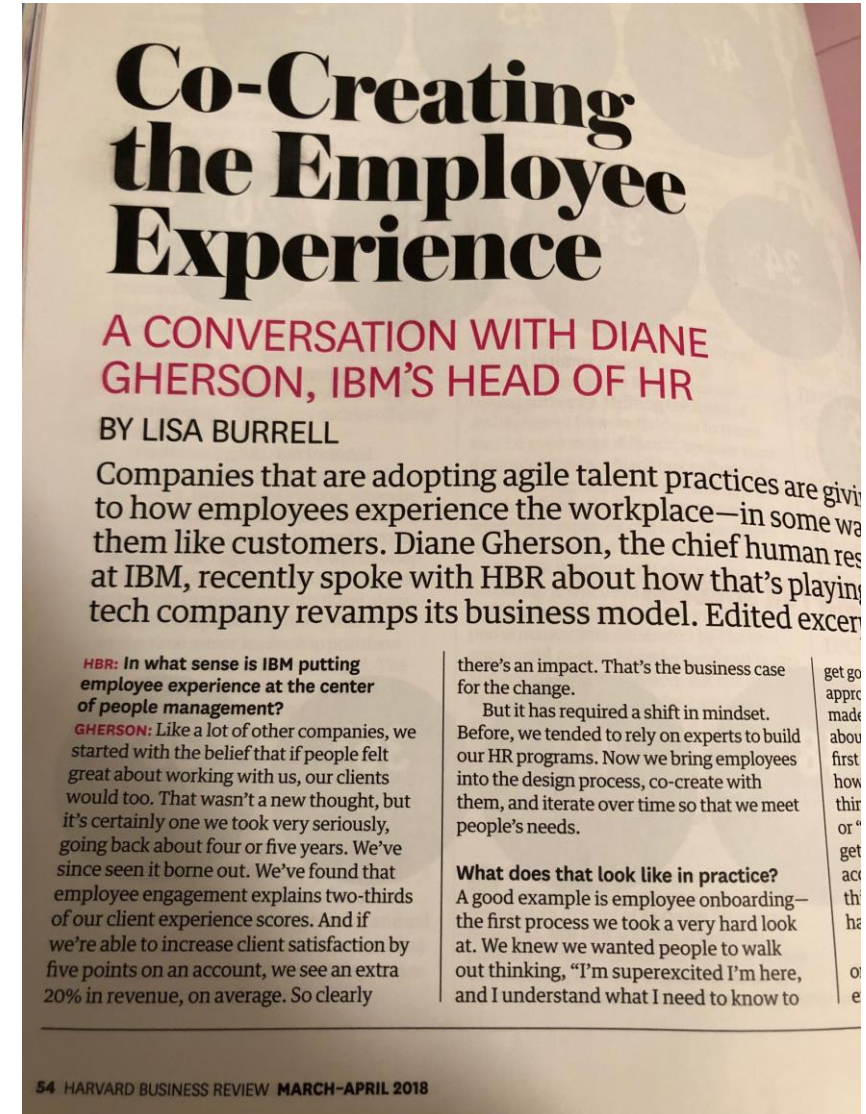 Co-Creating
the Employee
Experience
A CONVERSATION WITH DIANE
GHERSON, IBM'S HEAD OF HR
BY LISA BURRELL
Companies that are adopting agile talent practices are
to how employees experience the workplace—in some
them like customers. Diane Gherson, the chief human
at IBM, recently spoke with HBR about how that's
tech company revamps its business model. Edited
HBR: In what sense is IBM putting
employee experience at the center
of people management?
GHERSON: Like a lot of other companies, we
started with the belief that if people felt
great about working with us, our clients
would too. That wasn't a new thought, but
it's certainly one we took very seriously,
going back about four or five years. We've
since seen it borne out. We've found that
employee engagement explains two-thirds
of our client experience scores. And if
we're able to increase client satisfaction by
five points on an account, we see an extra
20% in revenue, on average. So clearly
there's an impact. That's the business case
for the change.
But it has required a shift in mindset.
Before, we tended to rely on experts to build
our HR programs. Now we bring employees
into the design process, co-create with
them, and iterate over time so that we meet
people's needs.
What does that look like in practice?
A good example is employee onboarding—
the first process we took a very hard look
at. We knew we wanted people to walk
out thinking, "I'm superexcited I'm here,
and I understand what I need to know to
get
made
first
how
or "
get
54 HARVARD BUSINESS REVIEW MARCH–APRIL 2018